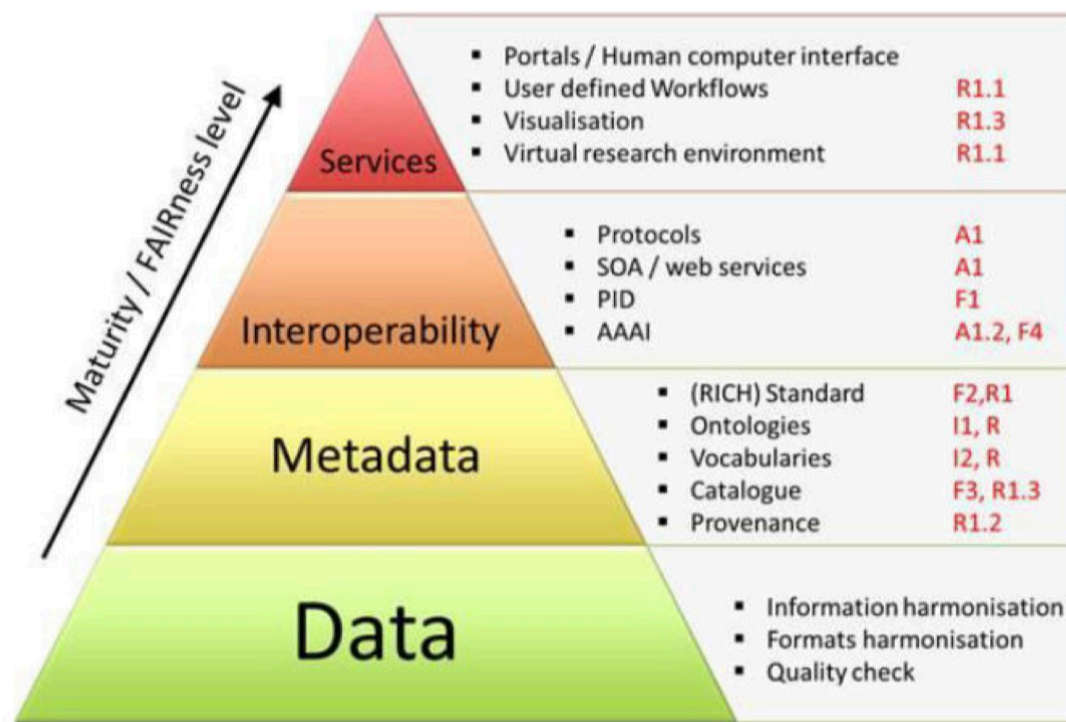 Maturity / FAIRness level
Services
▪ Portals / Human computer interface
▪ User defined Workflows R1.1
▪ Visualisation R1.3
▪ Virtual research environment R1.1
Interoperability
▪ Protocols A1
▪ SOA / web services A1
▪ PID F1
▪ AAAI A1.2, F4
Metadata
▪ (RICH) Standard F2,R1
▪ Ontologies I1, R
▪ Vocabularies I2, R
▪ Catalogue F3, R1.3
▪ Provenance R1.2
Data
▪ Information harmonisation
▪ Formats harmonisation
▪ Quality check